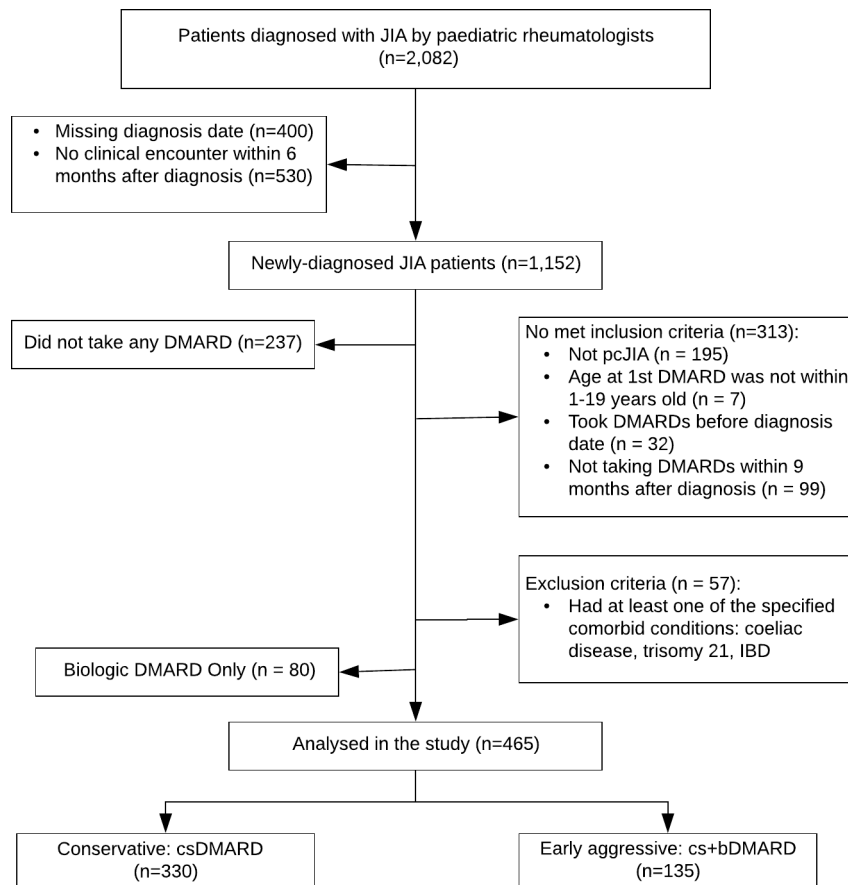 Patients diagnosed with JIA by paediatric rheumatologists
(n=2,082)
• Missing diagnosis date (n=400)
• No clinical encounter within 6
months after diagnosis (n=530)
Newly-diagnosed JIA patients (n=1,152)
Did not take any DMARD (n=237)
No met inclusion criteria (n=313):
• Not pcJIA (n = 195)
• Age at 1st DMARD was not within
1-19 years old (n = 7)
• Took DMARDs before diagnosis
date (n = 32)
• Not taking DMARDs within 9
months after diagnosis (n = 99)
Exclusion criteria (n = 57):
• Had at least one of the specified
comorbid conditions: coeliac
disease, trisomy 21, IBD
Biologic DMARD Only (n = 80)
Analysed in the study (n=465)
Conservative: csDMARD
(n=330)
Early aggressive: cs+bDMARD
(n=135)